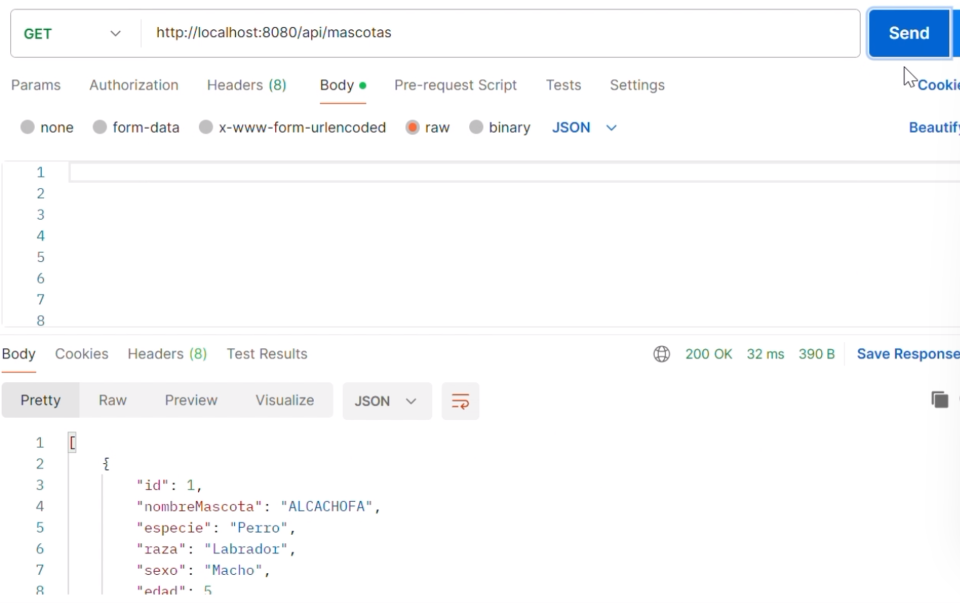 GET http://localhost:8080/api/mascotas Send
Params Authorization Headers (8) Body Pre-request Script Tests Settings Cookie
none form-data x-www-form-urlencoded raw binary JSON Beautify
1
2
3
4
5
6
7
8
Body Cookies Headers (8) Test Results 200 OK 32 ms 390 B Save Response
Pretty Raw Preview Visualize JSON
1 [
2 {
3 "id": 1,
4 "nombreMascota": "ALCACHOFA",
5 "especie": "Perro",
6 "raza": "Labrador",
7 "sexo": "Macho",
8 "edad": 5